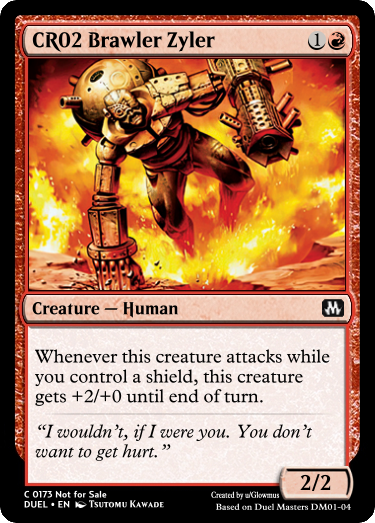 CR02 Brawler Zyler
1
Creature — Human
M
Whenever this creature attacks while
you control a shield, this creature
gets +2/+0 until end of turn.
“I wouldn’t, if I were you. You don’t
want to get hurt.”
2/2
C 0173 Not for Sale
DUEL • EN Tsutomu Kawade
Created by u/Glowmus
Based on Duel Masters DM01-04